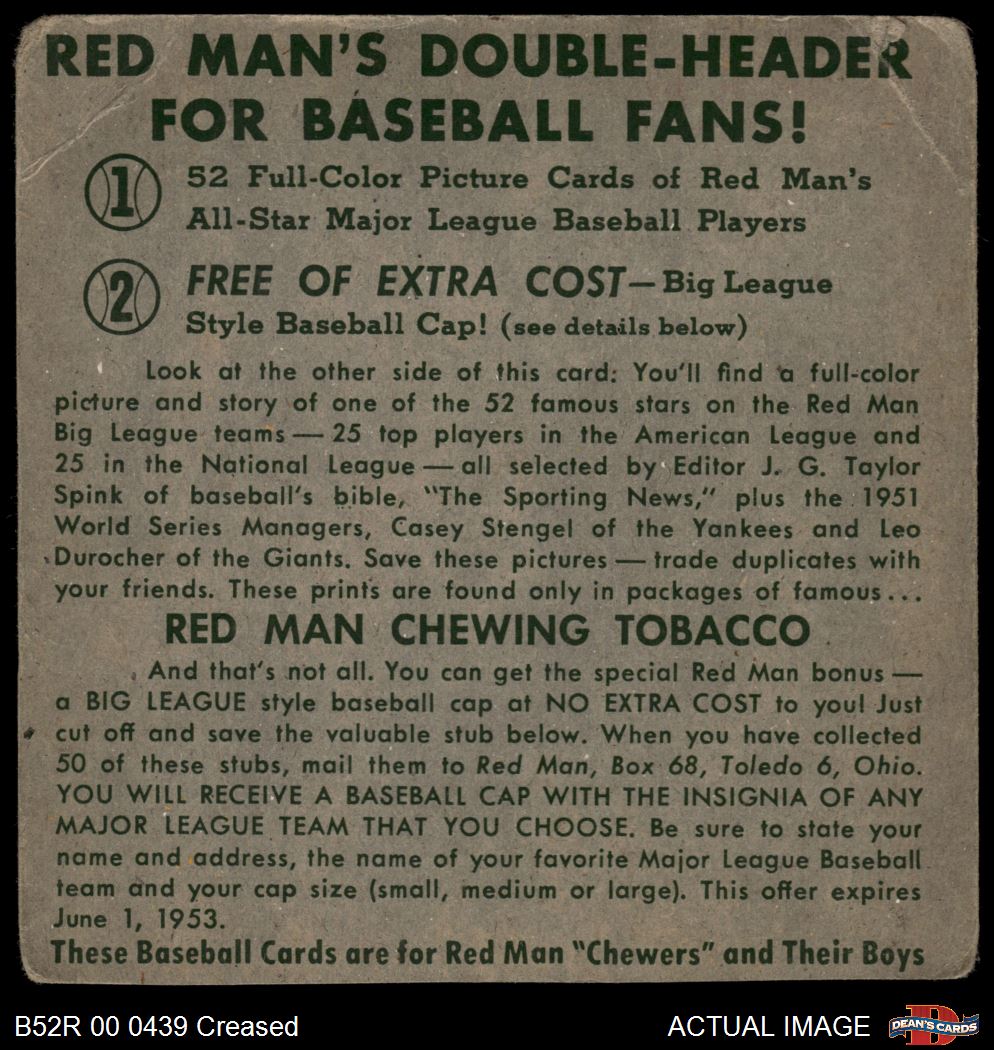 RED MAN'S DOUBLE-HEADER
FOR BASEBALL FANS!
1 52 Full-Color Picture Cards of Red Man's
All-Star Major League Baseball Players
2 FREE OF EXTRA COST—Big League
Style Baseball Cap! (see details below)
Look at the other side of this card: You'll find a full-color
picture and story of one of the 52 famous stars on the Red Man
Big League teams — 25 top players in the American League and
25 in the National League — all selected by Editor J. G. Taylor
Spink of baseball's bible, "The Sporting News," plus the 1951
World Series Managers, Casey Stengel of the Yankees and Leo
Durocher of the Giants. Save these pictures — trade duplicates with
your friends. These prints are found only in packages of famous...
RED MAN CHEWING TOBACCO
And that's not all. You can get the special Red Man bonus —
a BIG LEAGUE style baseball cap at NO EXTRA COST to you! Just
cut off and save the valuable stub below. When you have collected
50 of these stubs, mail them to Red Man, Box 68, Toledo 6, Ohio.
YOU WILL RECEIVE A BASEBALL CAP WITH THE INSIGNIA OF ANY
MAJOR LEAGUE TEAM THAT YOU CHOOSE. Be sure to state your
name and address, the name of your favorite Major League Baseball
team and your cap size (small, medium or large). This offer expires
June 1, 1953.
These Baseball Cards are for Red Man "Chewers" and Their Boys
B52R 00 0439 Creased
ACTUAL IMAGE
D
DEAN'S CARDS